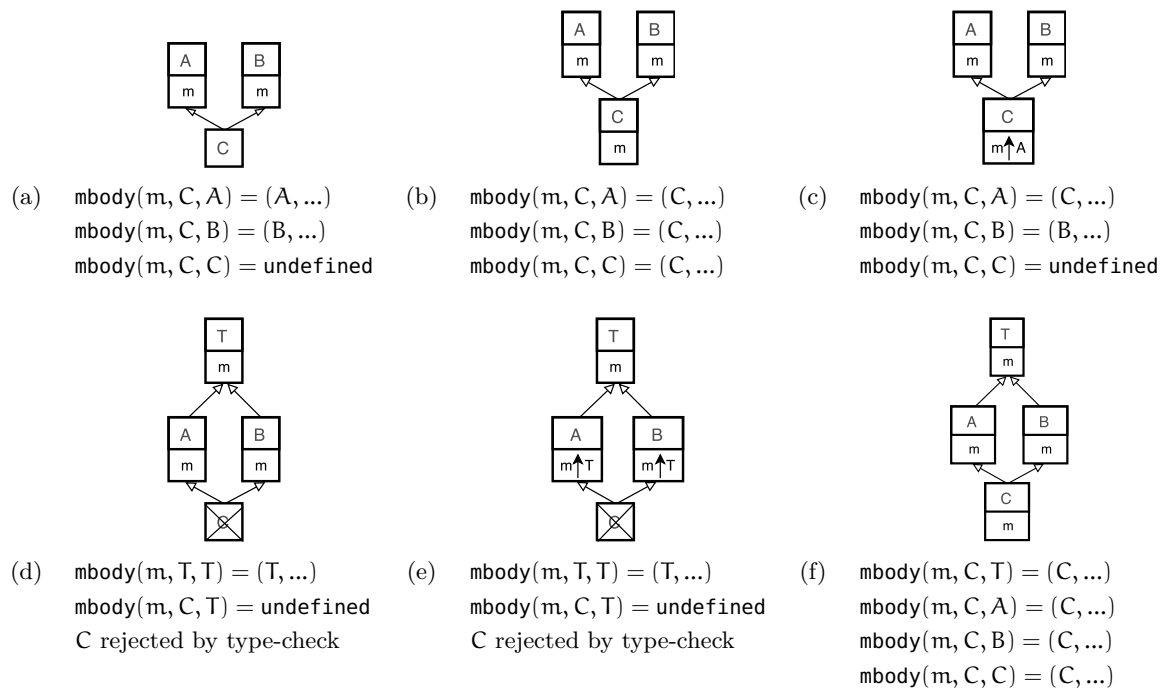 A B
m m
C
(a) mbody(m, C, A) = (A, ...)
mbody(m, C, B) = (B, ...)
mbody(m, C, C) = undefined
A B
m m
C
m
(b) mbody(m, C, A) = (C, ...)
mbody(m, C, B) = (C, ...)
mbody(m, C, C) = (C, ...)
A B
m m
C
m↑A
(c) mbody(m, C, A) = (C, ...)
mbody(m, C, B) = (B, ...)
mbody(m, C, C) = undefined
T
m
A B
m m
C
(d) mbody(m, T, T) = (T, ...)
mbody(m, C, T) = undefined
C rejected by type-check
T
m
A B
m↑T m↑T
C
(e) mbody(m, T, T) = (T, ...)
mbody(m, C, T) = undefined
C rejected by type-check
T
m
A B
m m
C
m
(f) mbody(m, C, T) = (C, ...)
mbody(m, C, A) = (C, ...)
mbody(m, C, B) = (C, ...)
mbody(m, C, C) = (C, ...)